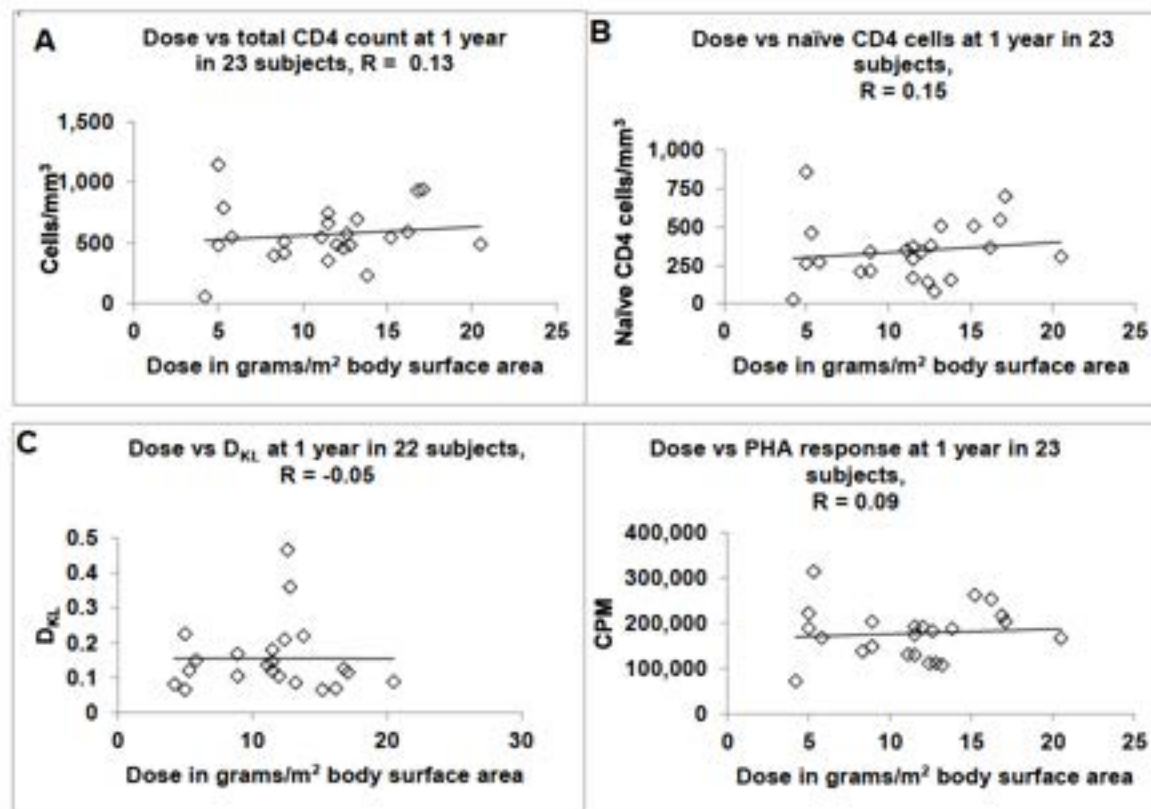 A
Dose vs total CD4 count at 1 year
in 23 subjects, R = 0.13
1,500
1,000
500
0
Cells/mm³
0 5 10 15 20 25
Dose in grams/m² body surface area
B
Dose vs naïve CD4 cells at 1 year in 23
subjects,
R = 0.15
1,000
750
500
250
0
Naïve CD4 cells/mm³
0 5 10 15 20 25
Dose in grams/m² body surface area
C
Dose vs DKL at 1 year in 22 subjects,
R = -0.05
0.5
0.4
0.3
0.2
0.1
0
DKL
0 10 20 30
Dose in grams/m² body surface area
Dose vs PHA response at 1 year in 23
subjects,
R = 0.09
400,000
300,000
200,000
100,000
0
CPM
0 5 10 15 20 25
Dose in grams/m² body surface area